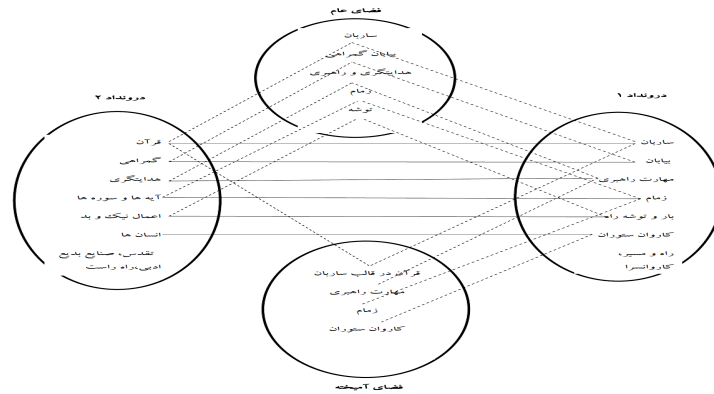 فضای عام
ساربان
بیابان گمراهی
هدایتگری و راهبری
زمام
توشه
درونداد ۱
ساربان
بیابان
مهارت راهبری
زمام
بار و توشه راه
کاروان ستوران
راه و مسیر،
کاروانسرا
درونداد ۲
قرآن
گمراهی
هدایتگری
آیه ها و سوره ها
اعمال نیک و بد
انسان ها
تقدس، صنایع بدیع
ادبی،راه راست
قرآن در قالب ساربان
مهارت راهبری
زمام
کاروان ستوران
فضای آمیخته